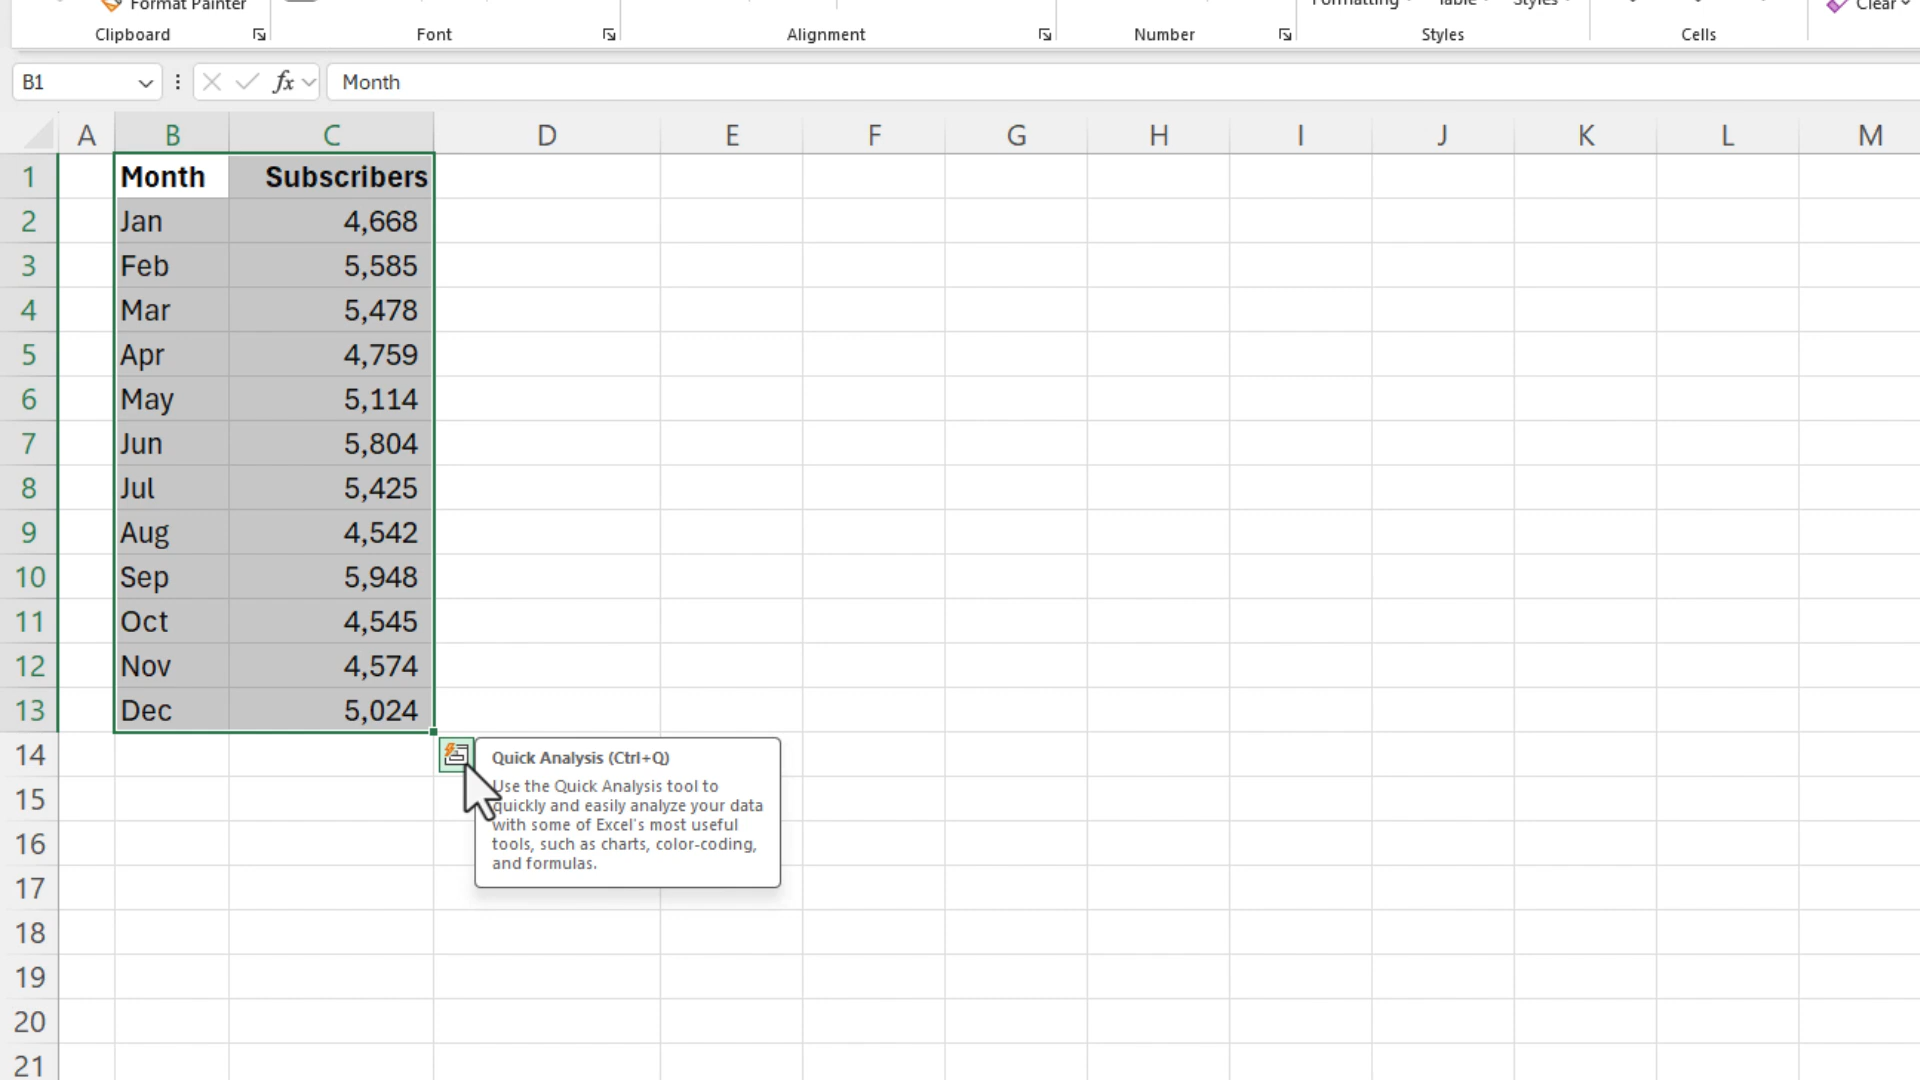 Format Painter
Formatting Table Styles Clear
Clipboard Font Alignment Number Styles Cells
B1 fx Month
A B C D E F G H I J K L M
1 Month Subscribers
2 Jan 4,668
3 Feb 5,585
4 Mar 5,478
5 Apr 4,759
6 May 5,114
7 Jun 5,804
8 Jul 5,425
9 Aug 4,542
10 Sep 5,948
11 Oct 4,545
12 Nov 4,574
13 Dec 5,024
14
Quick Analysis (Ctrl+Q)
Use the Quick Analysis tool to
quickly and easily analyze your data
with some of Excel's most useful
tools, such as charts, color-coding,
and formulas.
15
16
17
18
19
20
21